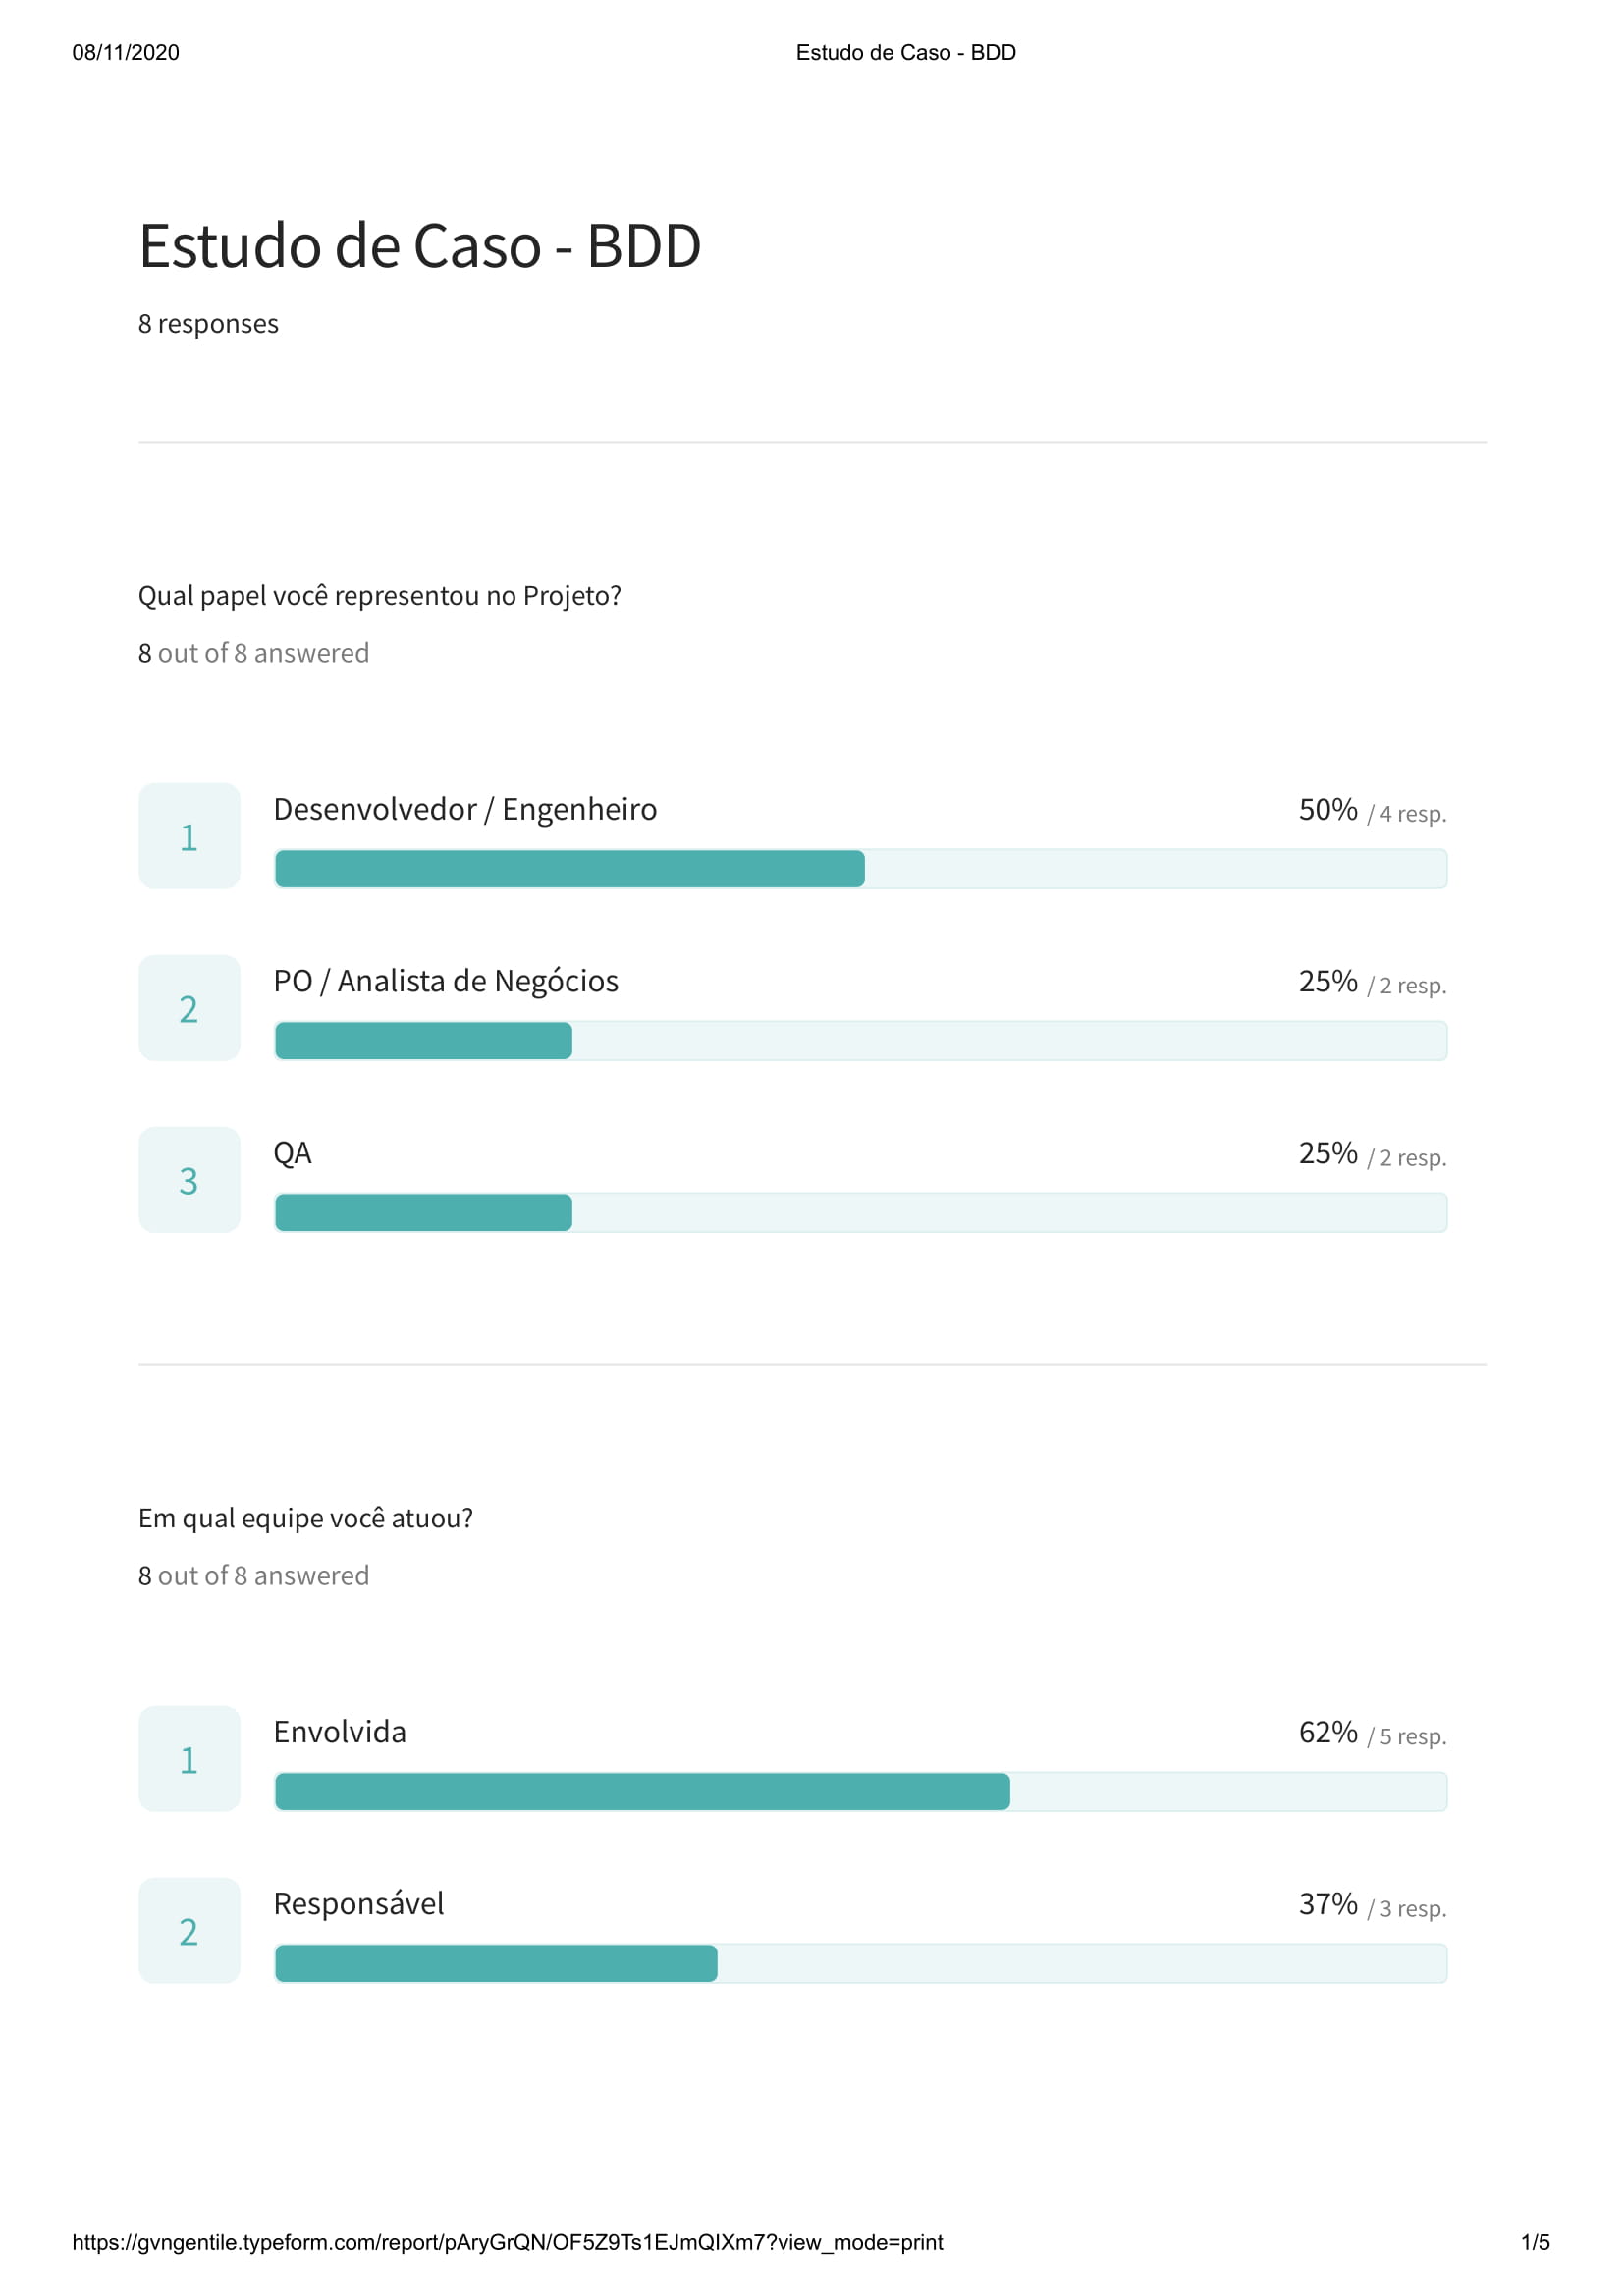 08/11/2020 Estudo de Caso - BDD
Estudo de Caso - BDD
8 responses
Qual papel você representou no Projeto?
8 out of 8 answered
1 Desenvolvedor / Engenheiro 50% / 4 resp.
2 PO / Analista de Negócios 25% / 2 resp.
3 QA 25% / 2 resp.
Em qual equipe você atuou?
8 out of 8 answered
1 Envolvida 62% / 5 resp.
2 Responsável 37% / 3 resp.
https://gvngentile.typeform.com/report/pAryGrQN/OF5Z9Ts1EJmQIXm7?view_mode=print 1/5